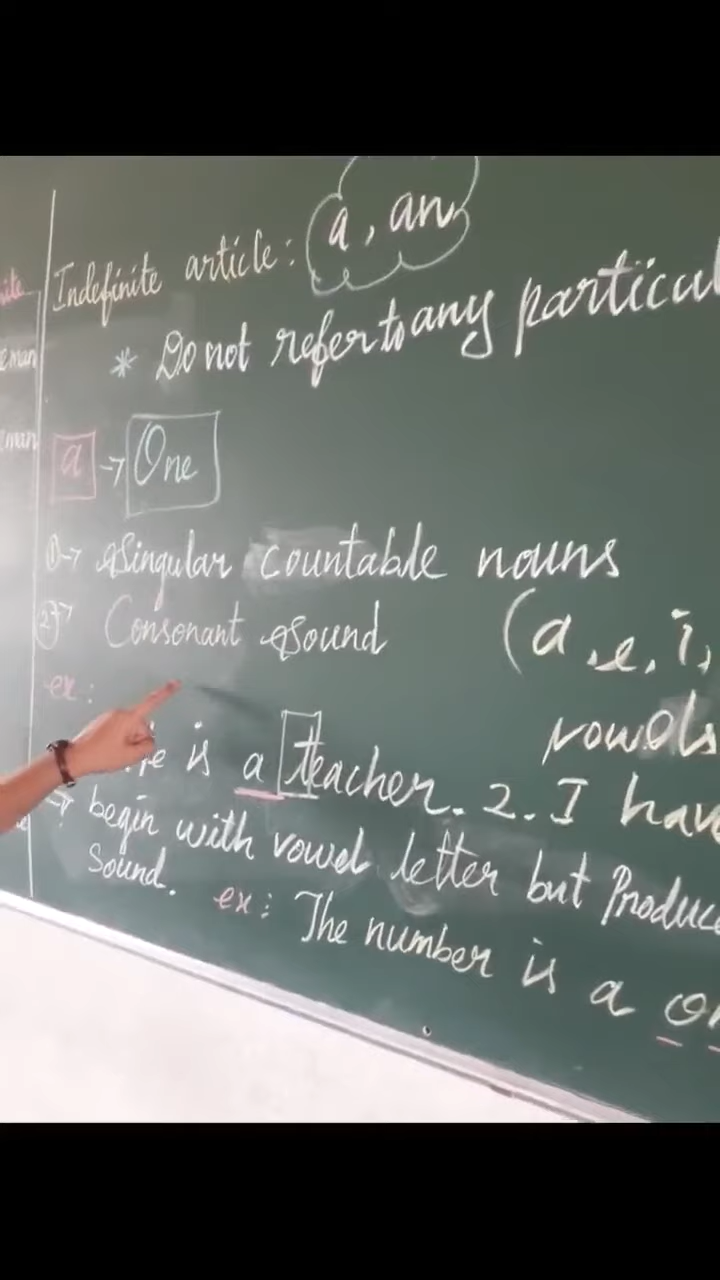 Indefinite article: a, an
* Do not refer to any particul
a → One
1 → Singular countable nouns
2 → Consonant Sound (a, e, i,
vowels
ex:
is a teacher. 2. I hav
→ begin with vowel letter but Produce
Sound. ex: The number is a